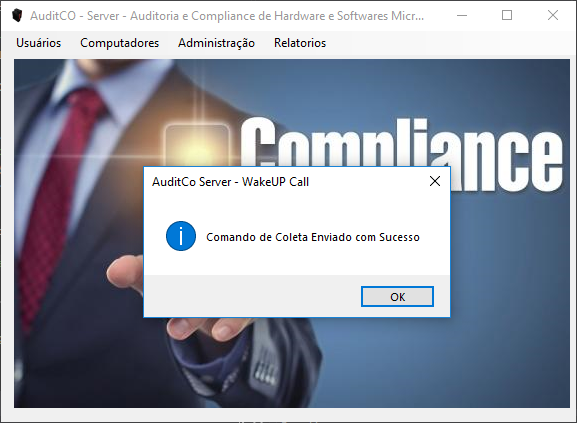 AuditCO - Server - Auditoria e Compliance de Hardware e Softwares Micr...
Usuários Computadores Administração Relatorios
Compliance
AuditCo Server - WakeUP Call
Comando de Coleta Enviado com Sucesso
OK